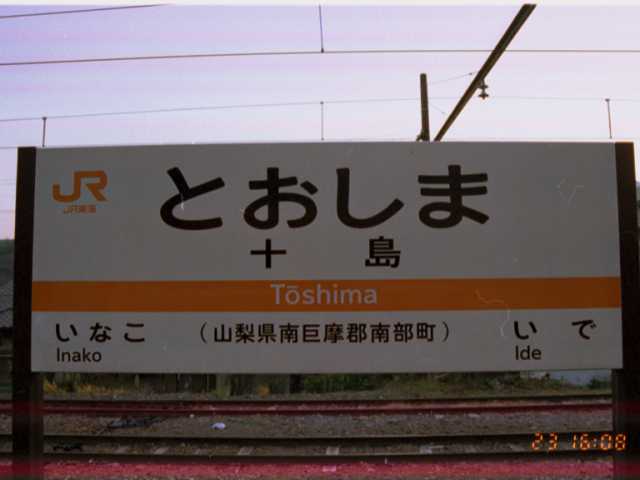 JR
JR東海
とおしま
十島
Tōshima
いなこ
Inako
（山梨県南巨摩郡南部町）
いで
Ide
23 16:08